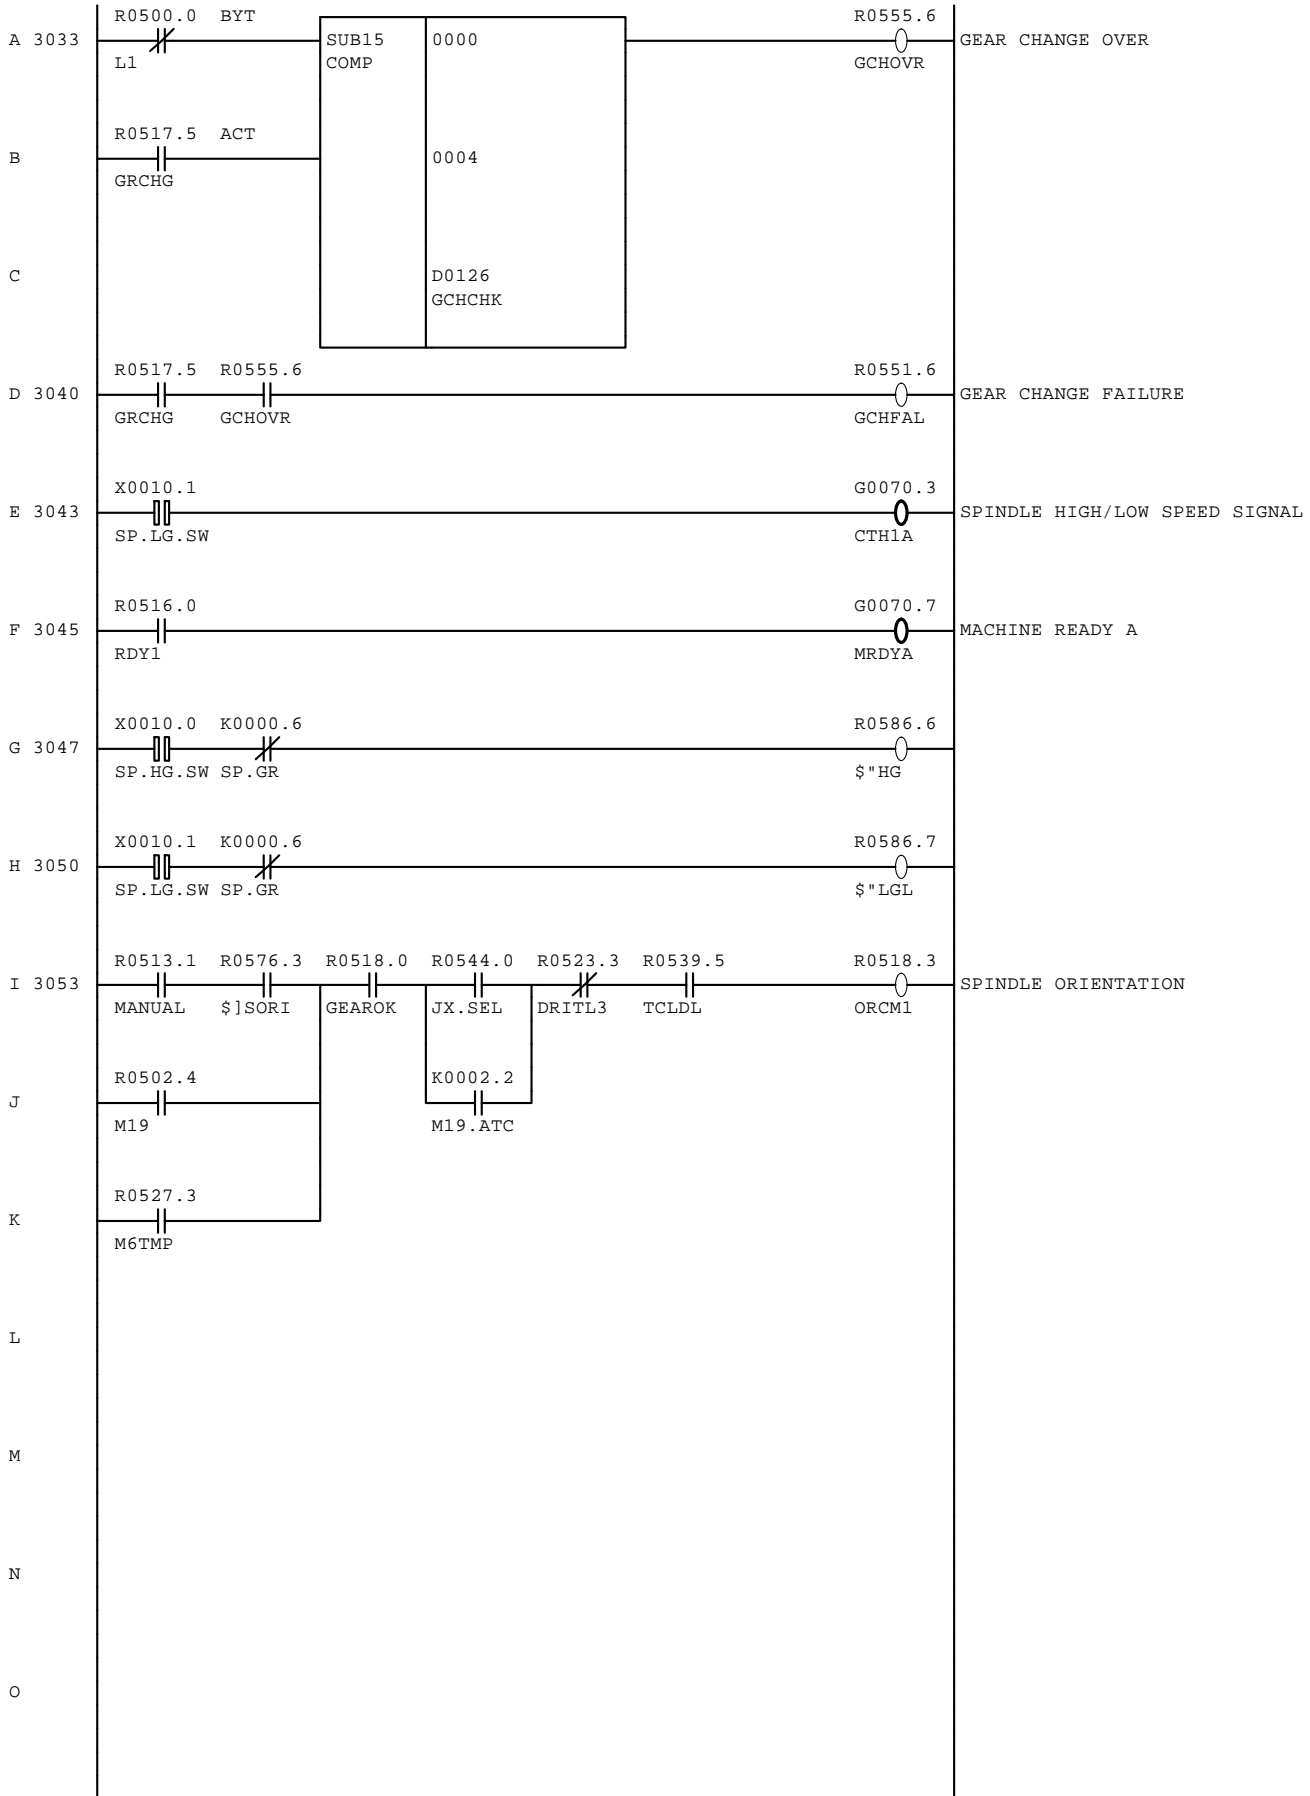 R0500.0 BYT R0555.6
A 3033 SUB15 0000 GEAR CHANGE OVER
L1 COMP GCHOVR
R0517.5 ACT
B 0004
GRCHG
C D0126
GCHCHK
R0517.5 R0555.6 R0551.6
D 3040 GEAR CHANGE FAILURE
GRCHG GCHOVR GCHFAL
X0010.1 G0070.3
E 3043 SPINDLE HIGH/LOW SPEED SIGNAL
SP.LG.SW CTH1A
R0516.0 G0070.7
F 3045 MACHINE READY A
RDY1 MRDYA
X0010.0 K0000.6 R0586.6
G 3047
SP.HG.SW SP.GR $"HG
X0010.1 K0000.6 R0586.7
H 3050
SP.LG.SW SP.GR $"LGL
R0513.1 R0576.3 R0518.0 R0544.0 R0523.3 R0539.5 R0518.3
I 3053 SPINDLE ORIENTATION
MANUAL $]SORI GEAROK JX.SEL DRITL3 TCLDL ORCM1
R0502.4 K0002.2
J
M19 M19.ATC
R0527.3
K
M6TMP
L
M
N
O